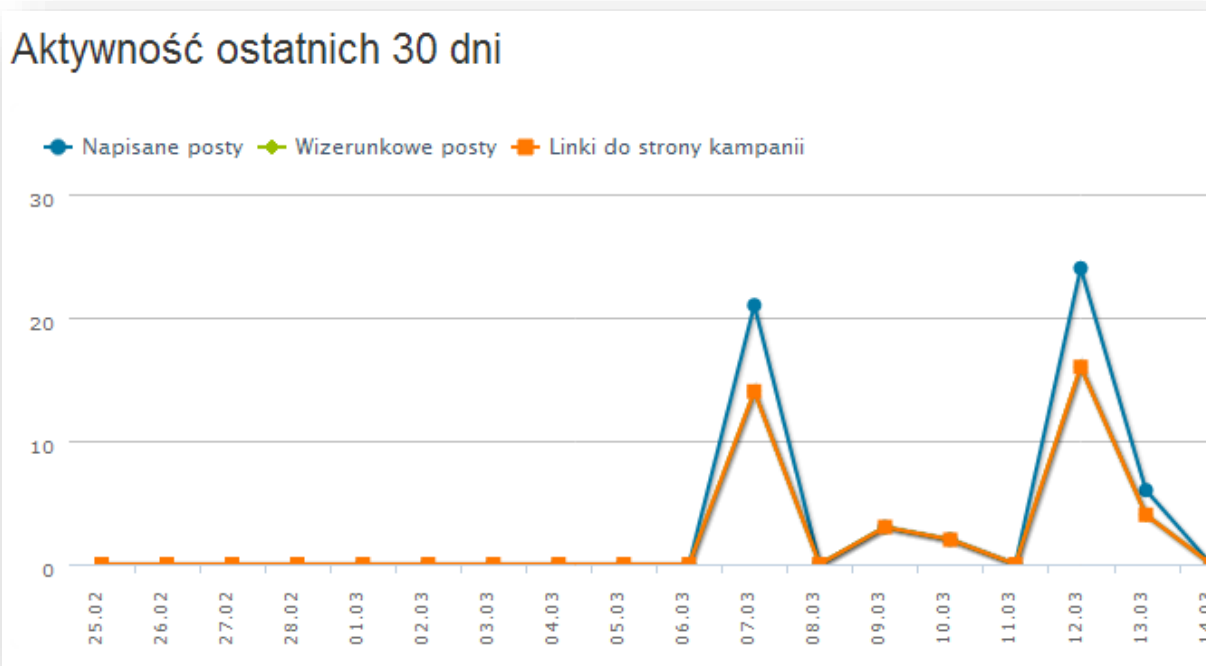 Aktywność ostatnich 30 dni
Napisane posty Wizerunkowe posty Linki do strony kampanii
30
20
10
0
25.02 26.02 27.02 28.02 01.03 02.03 03.03 04.03 05.03 06.03 07.03 08.03 09.03 10.03 11.03 12.03 13.03 14.03